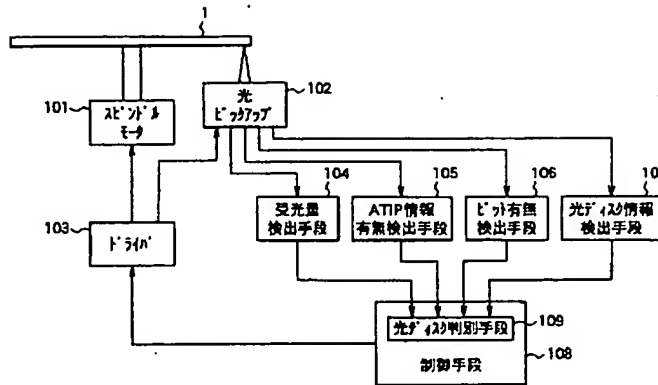 1
101
スピンドル
モータ
光
ピックアップ
102
103
ドライバ
104
受光量
検出手段
105
ATIP情報
有無検出手段
106
ピット有無
検出手段
10
光ディスク情報
検出手段
光ディスク判別手段
109
制御手段
108